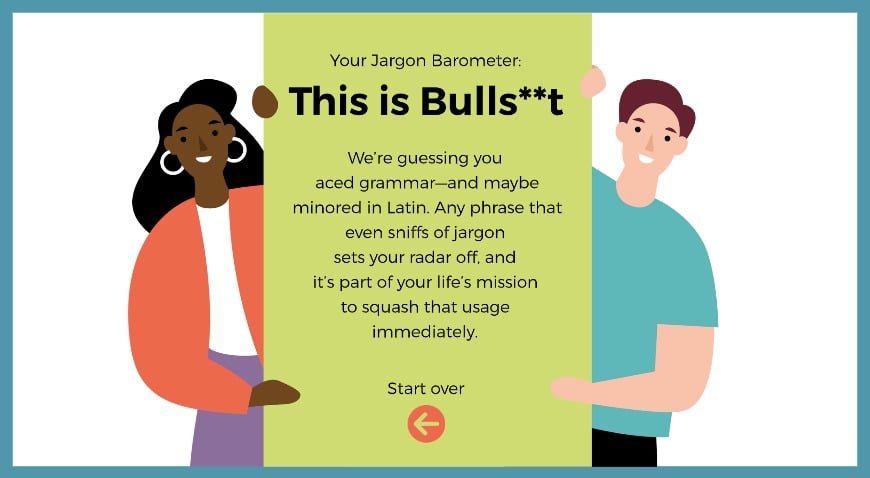 Your Jargon Barometer:
This is Bulls**t
We’re guessing you
aced grammar—and maybe
minored in Latin. Any phrase that
even sniffs of jargon
sets your radar off, and
it’s part of your life’s mission
to squash that usage
immediately.
Start over